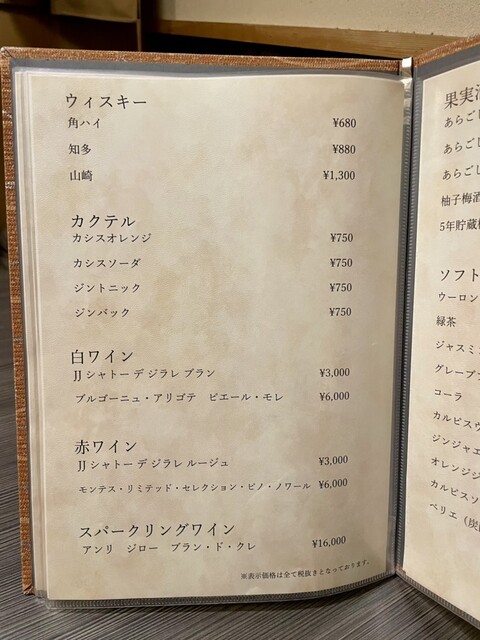 ウィスキー
角ハイ ¥680
知多 ¥880
山崎 ¥1,300
カクテル
カシスオレンジ ¥750
カシスソーダ ¥750
ジントニック ¥750
ジンバック ¥750
白ワイン
JJ シャトー デ ジラレ ブラン ¥3,000
ブルゴーニュ・アリゴテ ピエール・モレ ¥6,000
赤ワイン
JJ シャトー デ ジラレ ルージュ ¥3,000
モンテス・リミテッド・セレクション・ピノ・ノワール ¥6,000
スパークリングワイン
アンリ ジロー ブラン・ド・クレ ¥16,000
※表示価格は全て税抜きとなっております。
果実
あらごし
あらごし
あらごし
柚子梅酒
5年貯蔵
ソフト
ウーロン
緑茶
ジャスミ
グレープ
コーラ
カルピス
ジンジャエ
オレンジ
カルピスソ
ペリエ（炭